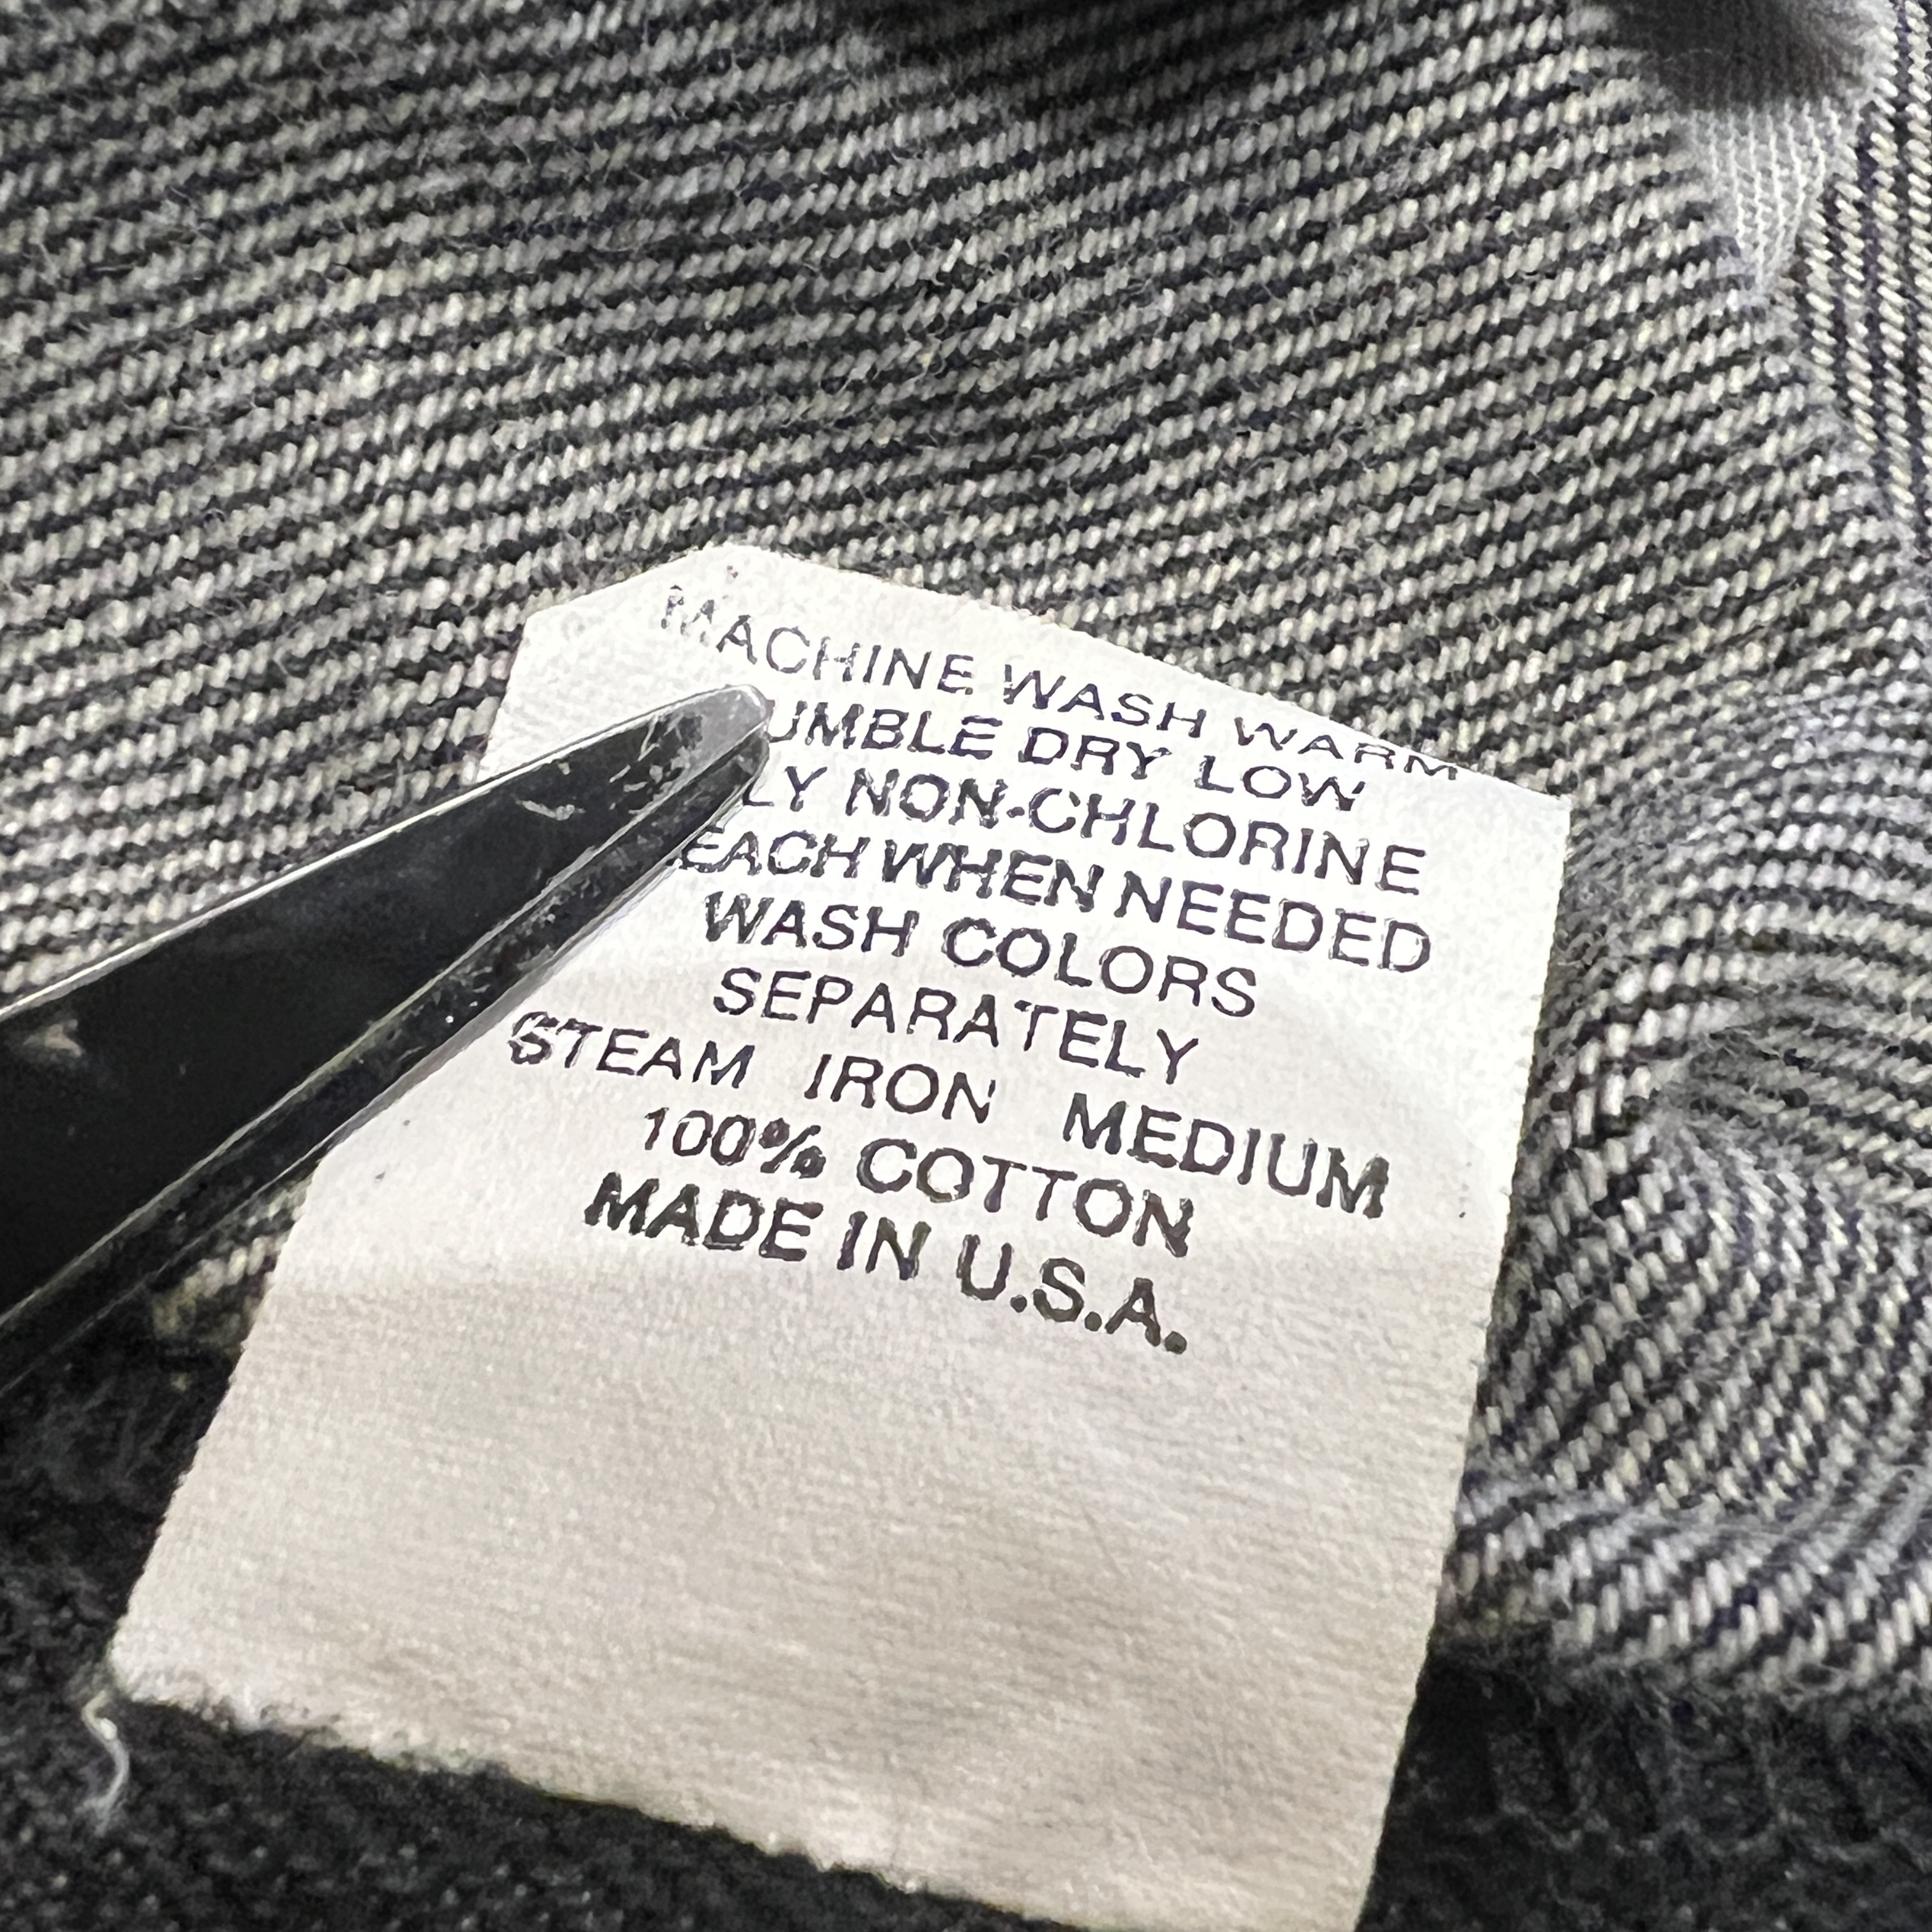 MACHINE WASH WARM
UMBLE DRY LOW
LY NON-CHLORINE
EACH WHEN NEEDED
WASH COLORS
SEPARATELY
STEAM IRON MEDIUM
100% COTTON
MADE IN U.S.A.